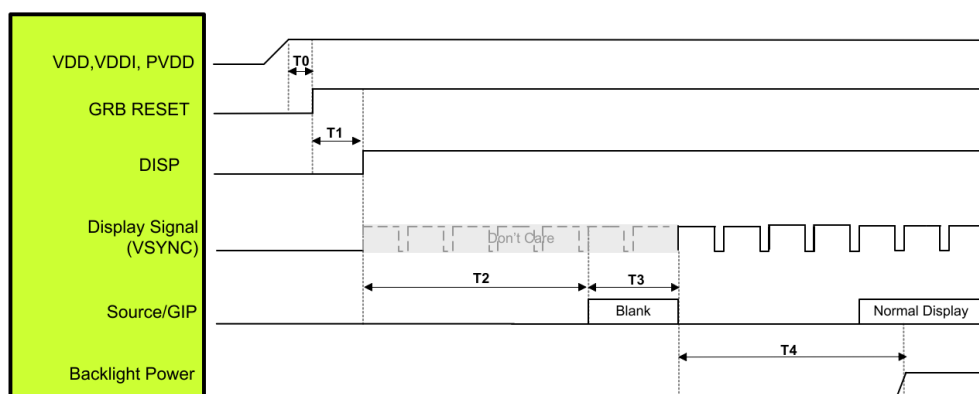 VDD,VDDI, PVDD
T0
GRB RESET
T1
DISP
Display Signal
(VSYNC)
Don't Care
T2
T3
Source/GIP
Blank
Normal Display
T4
Backlight Power